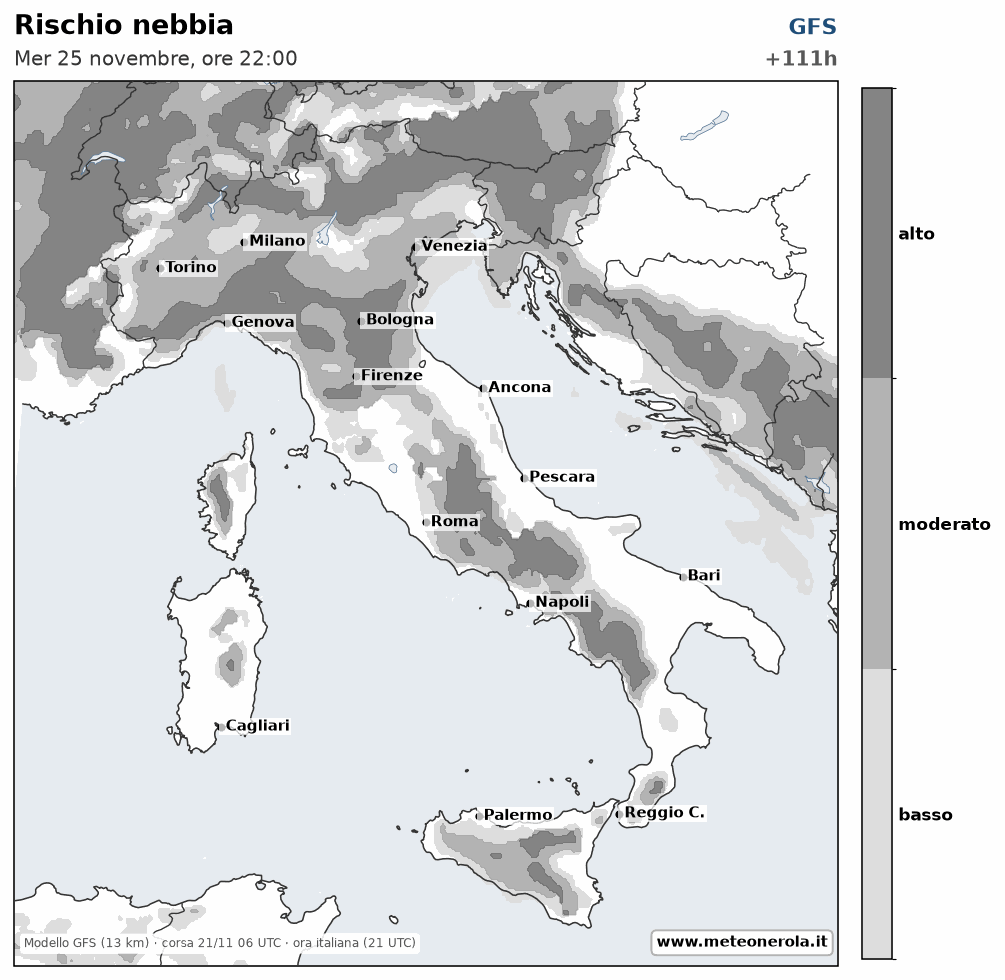 Rischio nebbia
GFS
Mer 25 novembre, ore 22:00
+111h
Milano
Venezia
Torino
Genova
Bologna
Firenze
Ancona
Pescara
Roma
Bari
Napoli
Cagliari
Palermo
Reggio C.
alto
moderato
basso
Modello GFS (13 km) · corsa 21/11 06 UTC · ora italiana (21 UTC)
www.meteonerola.it